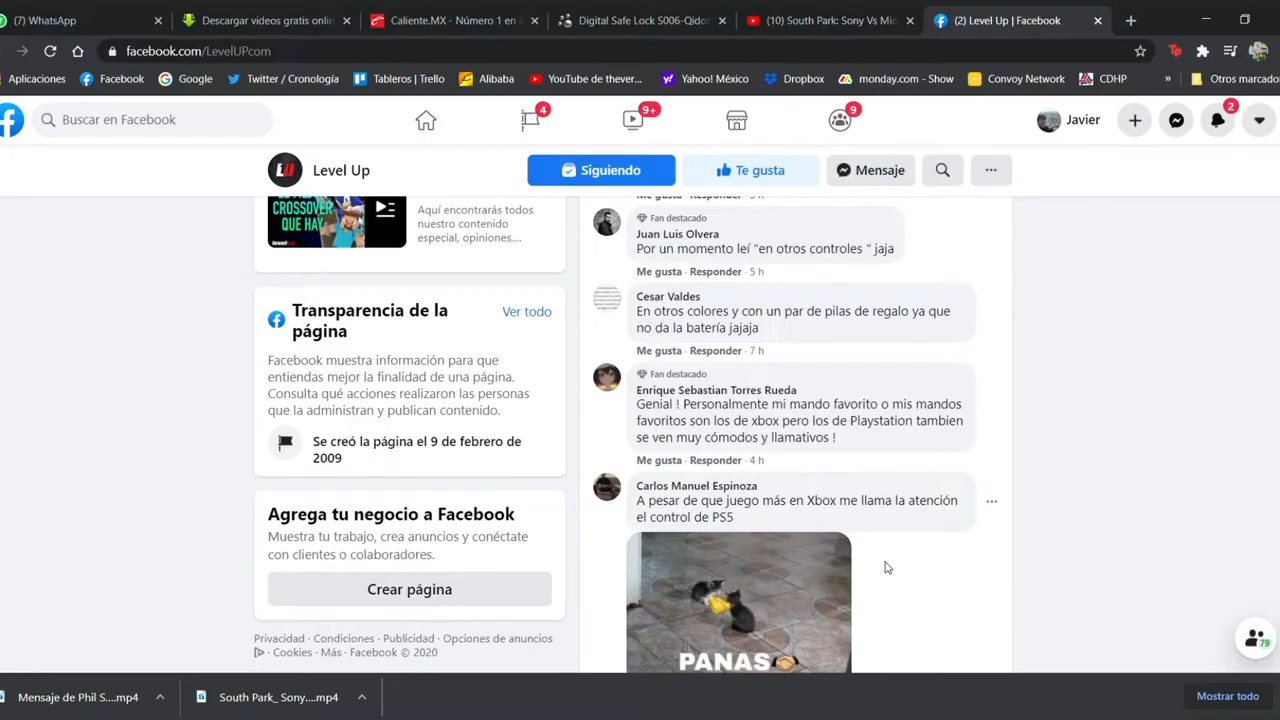 (7) WhatsApp
Descargar videos gratis onlin
Caliente.MX - Número 1 en a
Digital Safe Lock S006-Qidot
(10) South Park: Sony Vs Micr
(2) Level Up | Facebook
facebook.com/LevelUPcom
Aplicaciones
Facebook
Google
Twitter / Cronología
Tableros | Trello
Alibaba
YouTube de thever...
Yahoo! México
Dropbox
monday.com - Show
Convoy Network
CDHP
»
Otros marcador
Buscar en Facebook
4
9+
9
Javier
2
LU
Level Up
Siguiendo
Te gusta
Mensaje
CROSSOVER
QUE HAY
Aquí encontrarás todos
nuestro contenido
especial, opiniones,...
Transparencia de la
página
Ver todo
Facebook muestra información para que
entiendas mejor la finalidad de una página.
Consulta qué acciones realizaron las personas
que la administran y publican contenido.
Se creó la página el 9 de febrero de
2009
Agrega tu negocio a Facebook
Muestra tu trabajo, crea anuncios y conéctate
con clientes o colaboradores.
Crear página
Privacidad · Condiciones · Publicidad · Opciones de anuncios
· Cookies · Más · Facebook © 2020
Fan destacado
Juan Luis Olvera
Por un momento leí “en otros controles “ jaja
Me gusta · Responder · 5 h
Cesar Valdes
En otros colores y con un par de pilas de regalo ya que
no da la batería jajaja
Me gusta · Responder · 7 h
Fan destacado
Enrique Sebastian Torres Rueda
Genial ! Personalmente mi mando favorito o mis mandos
favoritos son los de xbox pero los de Playstation tambien
se ven muy cómodos y llamativos !
Me gusta · Responder · 4 h
Carlos Manuel Espinoza
A pesar de que juego más en Xbox me llama la atención
el control de PS5
PANAS
79
Mensaje de Phil S....mp4
South Park_ Sony....mp4
Mostrar todo